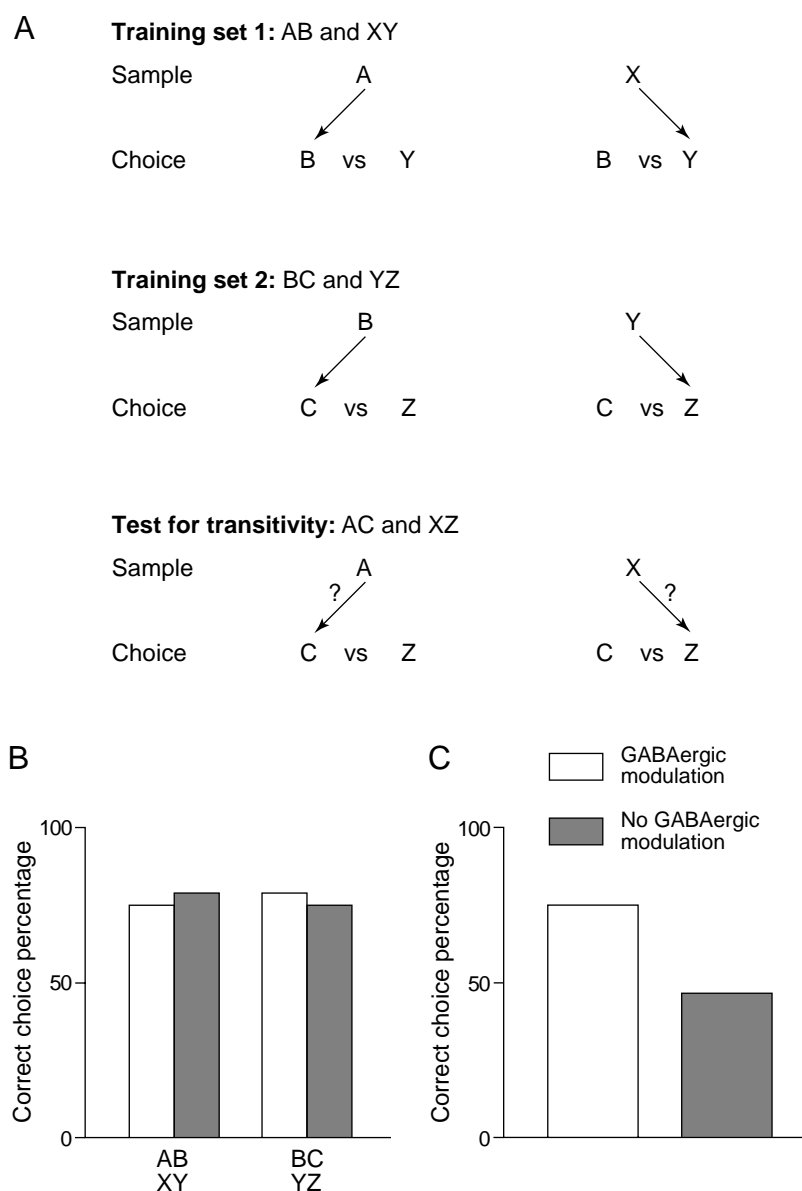 A
Training set 1: AB and XY
Sample A X
Choice B vs Y B vs Y
Training set 2: BC and YZ
Sample B Y
Choice C vs Z C vs Z
Test for transitivity: AC and XZ
Sample A X
? ?
Choice C vs Z C vs Z
B
100
50
0
Correct choice percentage
AB
XY
BC
YZ
C
GABAergic
modulation
No GABAergic
modulation
100
50
0
Correct choice percentage